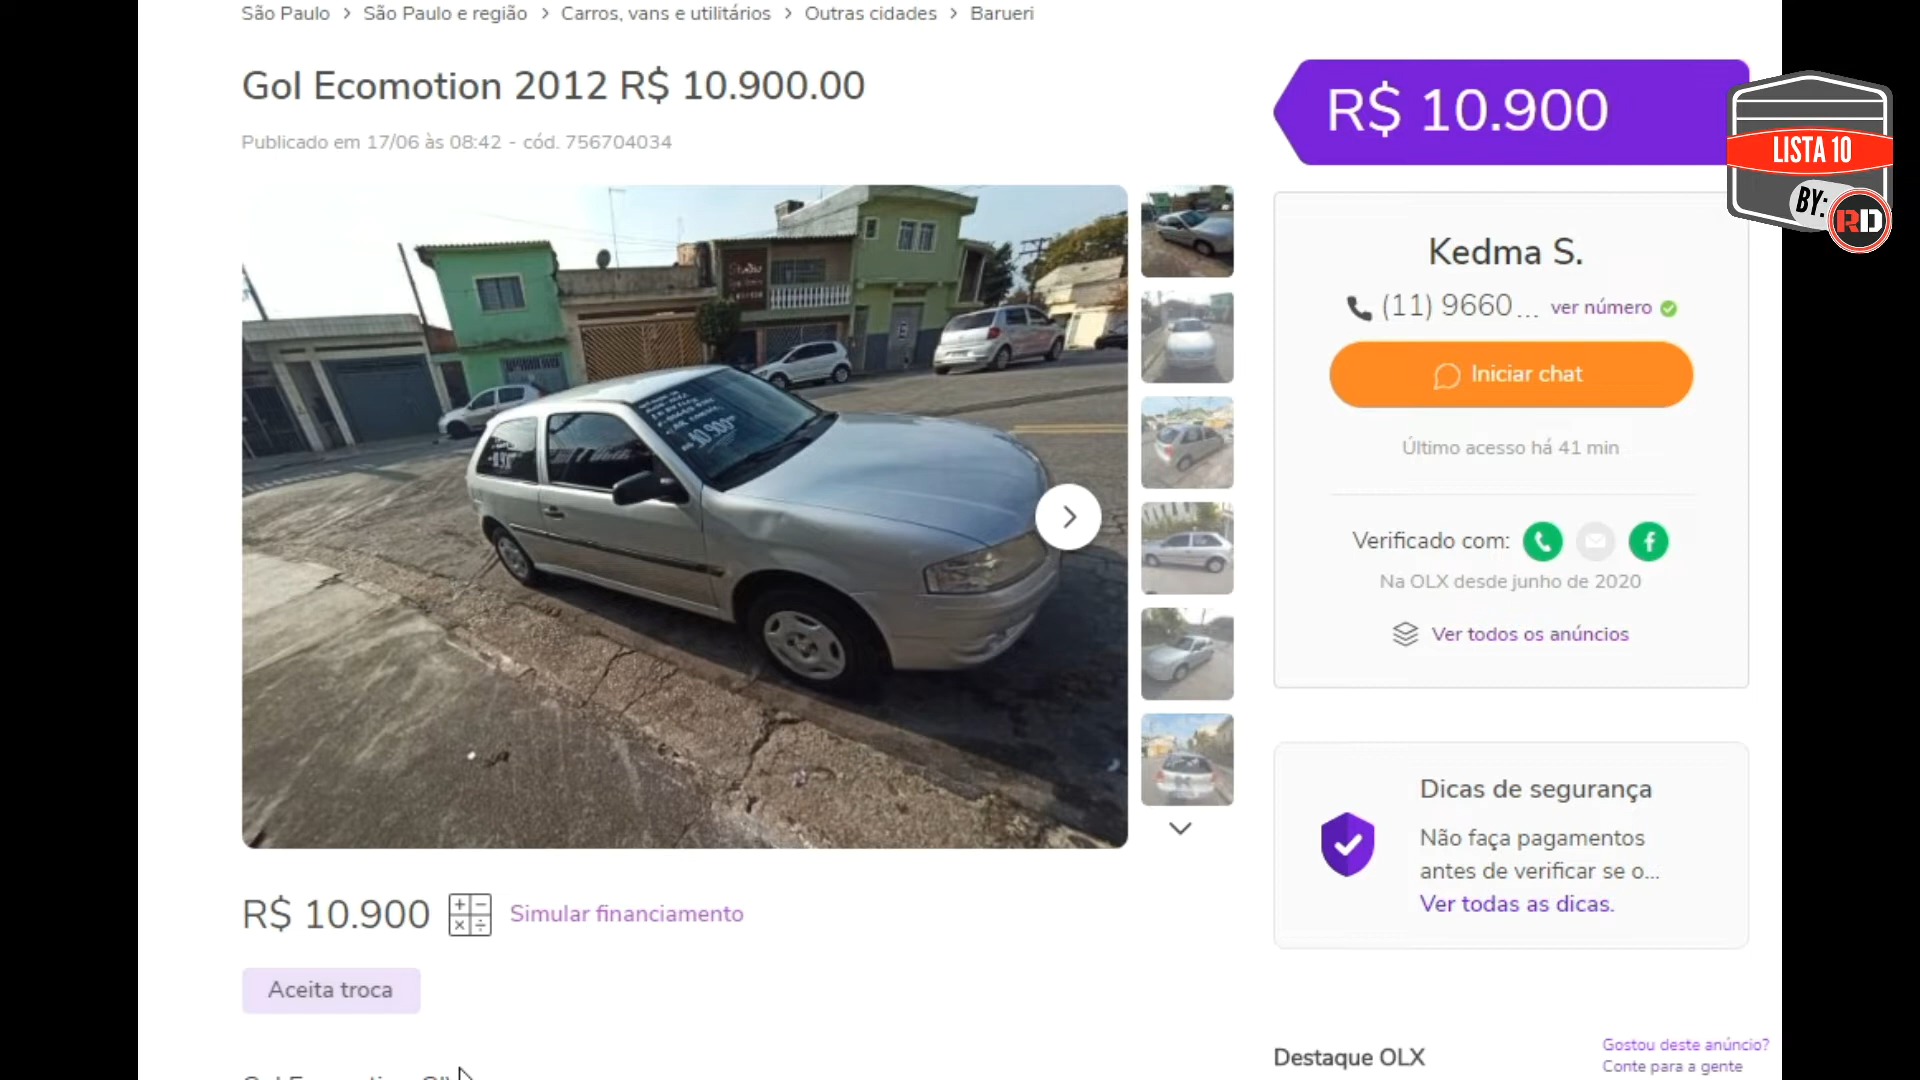 São Paulo > São Paulo e região > Carros, vans e utilitários > Outras cidades > Barueri
Gol Ecomotion 2012 R$ 10.900.00
Publicado em 17/06 às 08:42 - cód. 756704034
R$ 10.900
LISTA 10
BY: RD
Kedma S.
(11) 9660... ver número
Iniciar chat
Último acesso há 41 min
Verificado com:
Na OLX desde junho de 2020
Ver todos os anúncios
Studio
10.900
Dicas de segurança
Não faça pagamentos
antes de verificar se o...
Ver todas as dicas.
R$ 10.900 Simular financiamento
Aceita troca
Destaque OLX
Gostou deste anúncio?
Conte para a gente